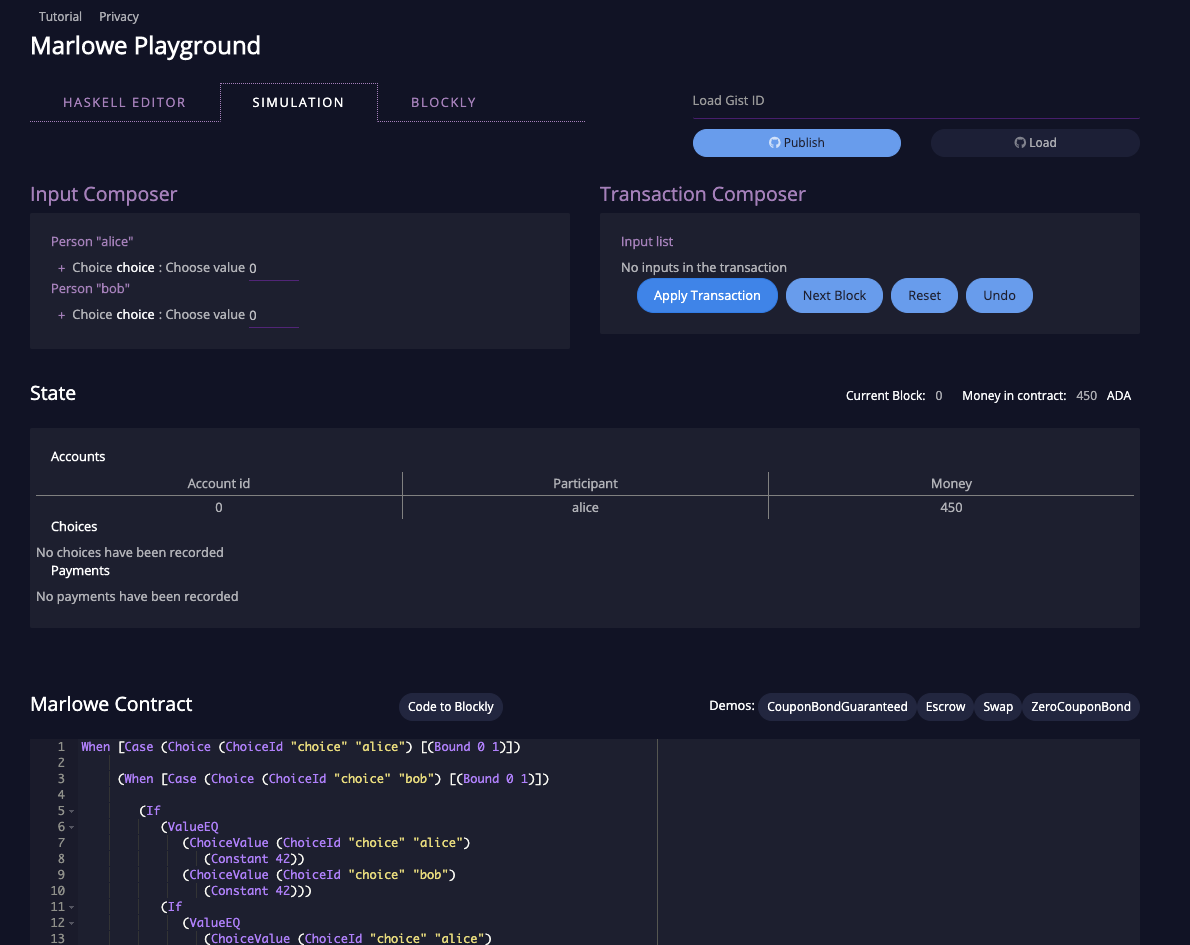 Tutorial Privacy
Marlowe Playground
HASKELL EDITOR SIMULATION BLOCKLY
Load Gist ID
Publish Load
Input Composer
Person "alice"
+ Choice choice : Choose value 0
Person "bob"
+ Choice choice : Choose value 0
Transaction Composer
Input list
No inputs in the transaction
Apply Transaction Next Block Reset Undo
State
Current Block: 0 Money in contract: 450 ADA
Accounts
Account id Participant Money
0 alice 450
Choices
No choices have been recorded
Payments
No payments have been recorded
Marlowe Contract Code to Blockly Demos: CouponBondGuaranteed Escrow Swap ZeroCouponBond
1 When [Case (Choice (ChoiceId "choice" "alice") [(Bound 0 1)])
2
3 (When [Case (Choice (ChoiceId "choice" "bob") [(Bound 0 1)])
4
5 (If
6 (ValueEQ
7 (ChoiceValue (ChoiceId "choice" "alice")
8 (Constant 42))
9 (ChoiceValue (ChoiceId "choice" "bob")
10 (Constant 42)))
11 (If
12 (ValueEQ
13 (ChoiceValue (ChoiceId "choice" "alice")